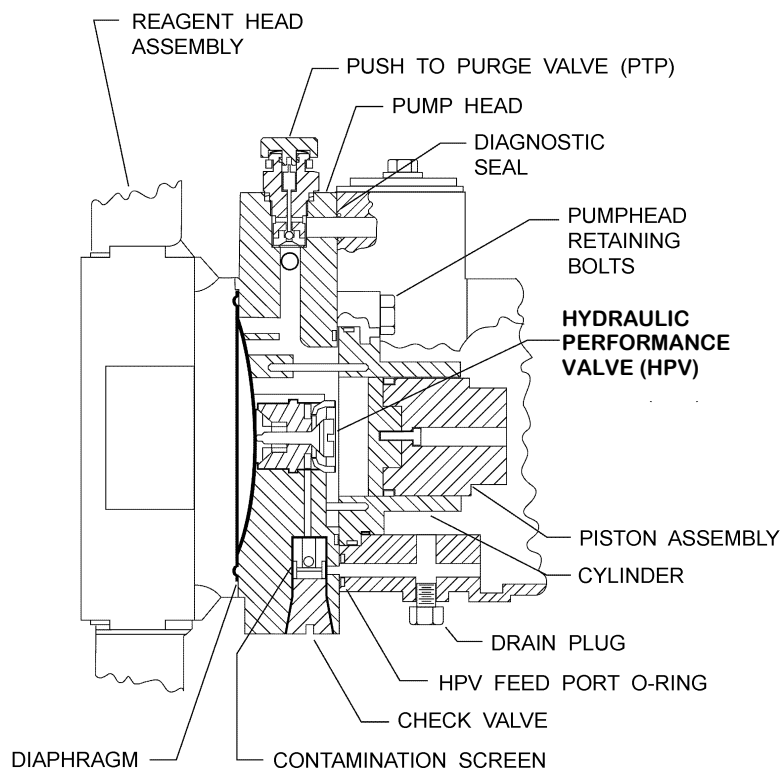 REAGENT HEAD
ASSEMBLY
PUSH TO PURGE VALVE (PTP)
PUMP HEAD
DIAGNOSTIC
SEAL
PUMPHEAD
RETAINING
BOLTS
HYDRAULIC
PERFORMANCE
VALVE (HPV)
PISTON ASSEMBLY
CYLINDER
DRAIN PLUG
HPV FEED PORT O-RING
CHECK VALVE
DIAPHRAGM
CONTAMINATION SCREEN